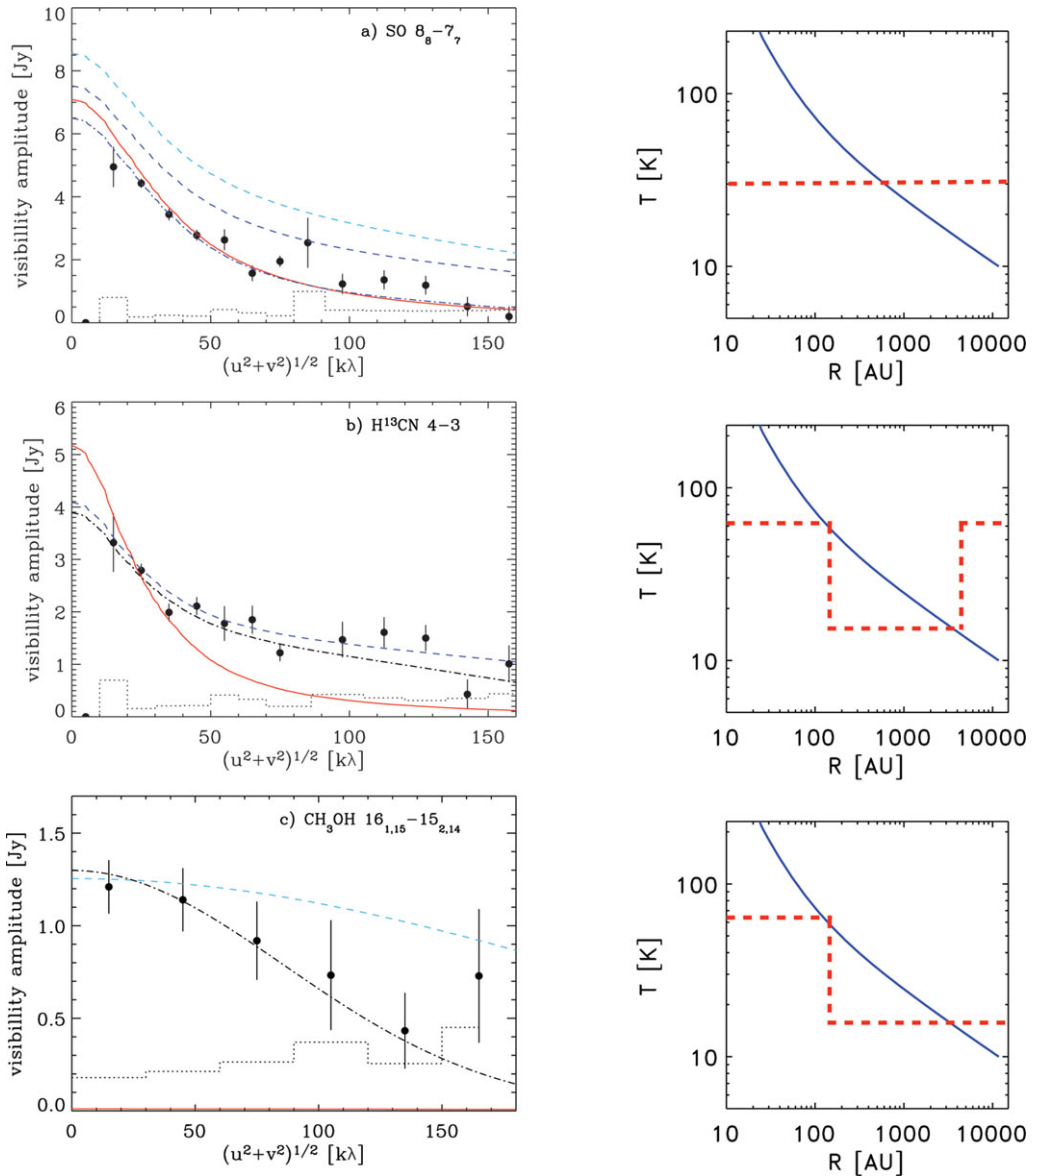 a) SO 8₈−7₇
visibillity amplitude [Jy]
10
8
6
4
2
0
0 50 100 150
(u²+v²)¹/² [kλ]
T [K]
100
10
10 100 1000 10000
R [AU]
b) H¹³CN 4−3
visibillity amplitude [Jy]
6
5
4
3
2
1
0
0 50 100 150
(u²+v²)¹/² [kλ]
T [K]
100
10
10 100 1000 10000
R [AU]
c) CH₃OH 16₁,₁₅−15₂,₁₄
visibillity amplitude [Jy]
1.5
1.0
0.5
0.0
0 50 100 150
(u²+v²)¹/² [kλ]
T [K]
100
10
10 100 1000 10000
R [AU]